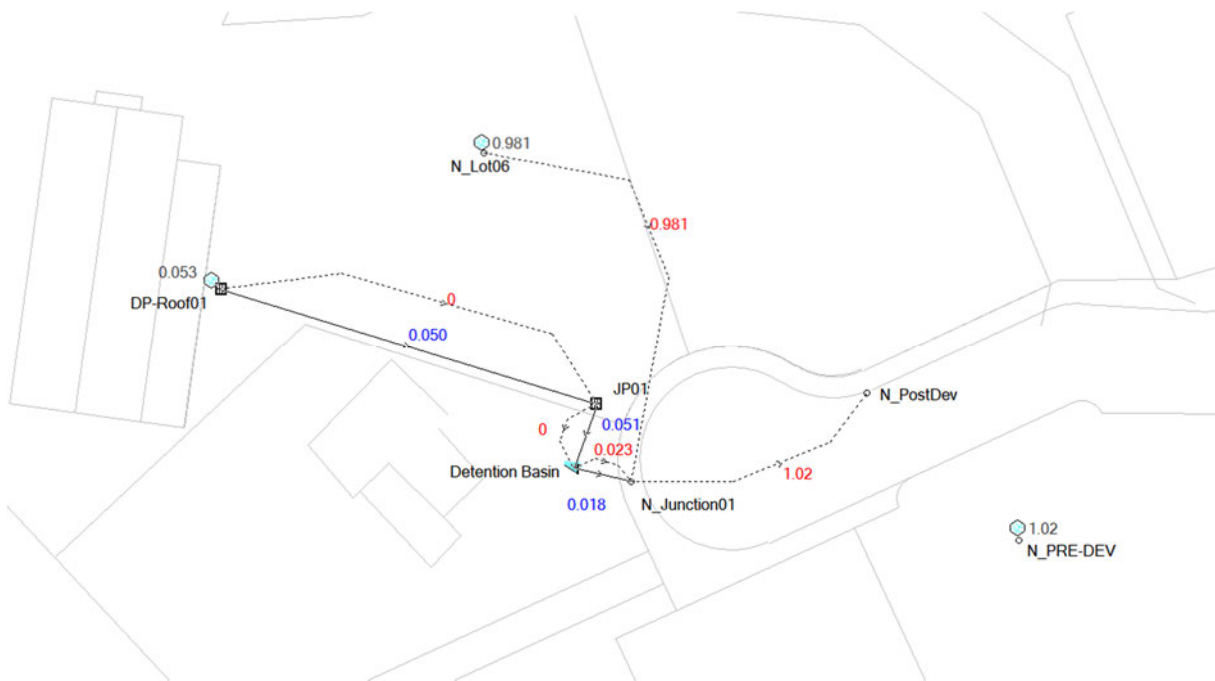 0.981
N_Lot06
0.981
0.053
DP-Roof01
0
0.050
JP01
N_PostDev
0.051
0
0.023
Detention Basin
1.02
0.018
N_Junction01
1.02
N_PRE-DEV